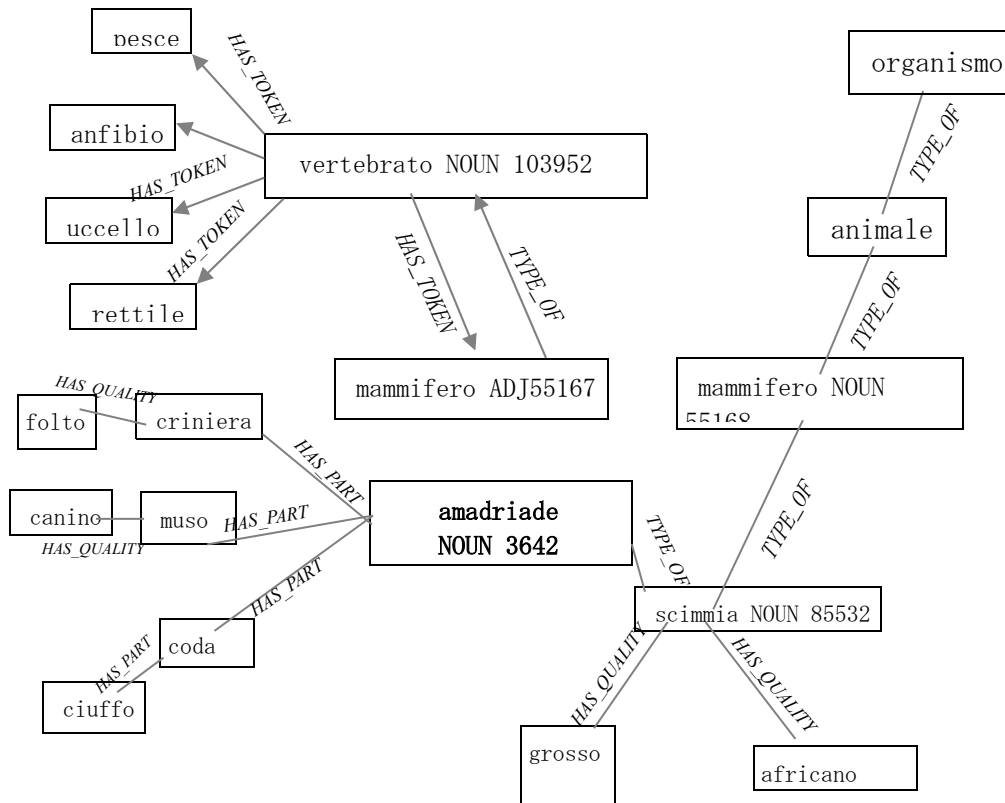 pesce
HAS_TOKEN
organismo
anfibio
TYPE_OF
vertebrato NOUN 103952
HAS_TOKEN
uccello
HAS_TOKEN
animale
HAS_TOKEN
TYPE_OF
TYPE_OF
rettile
mammifero ADJ55167
mammifero NOUN
55168
HAS_QUALITY
folto
criniera
HAS_PART
canino
muso
HAS_PART
HAS_QUALITY
amadriade
NOUN 3642
TYPE_OF
TYPE_OF
HAS_PART
scimmia NOUN 85532
coda
HAS_PART
ciuffo
HAS_QUALITY
HAS_QUALITY
grosso
africano